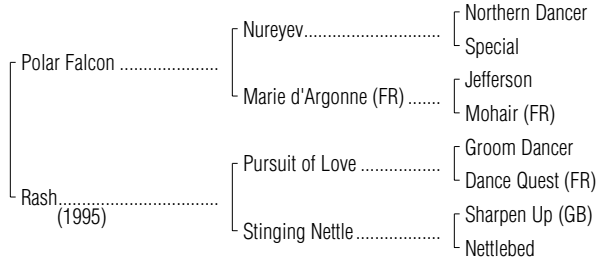 Northern Dancer
Nureyev
Special
Polar Falcon
Jefferson
Marie d'Argonne (FR)
Mohair (FR)
Groom Dancer
Pursuit of Love
Dance Quest (FR)
Rash
(1995)
Sharpen Up (GB)
Stinging Nettle
Nettlebed